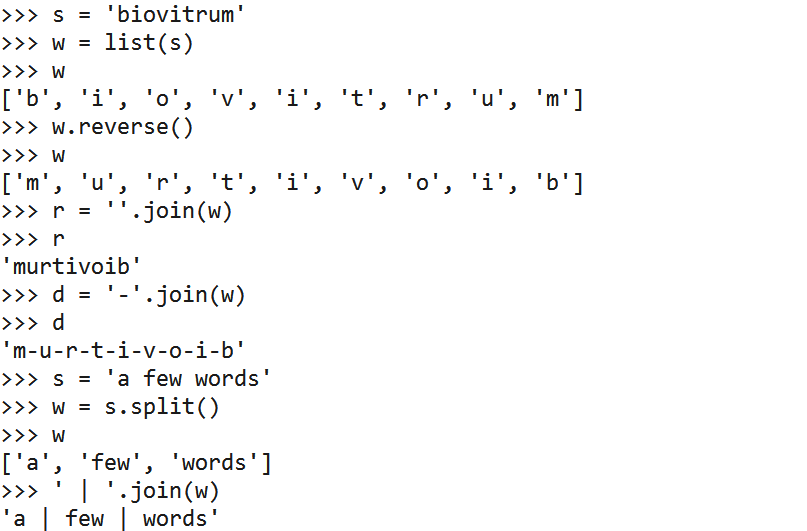 >>> s = 'biovitrum'
>>> w = list(s)
>>> w
['b', 'i', 'o', 'v', 'i', 't', 'r', 'u', 'm']
>>> w.reverse()
>>> w
['m', 'u', 'r', 't', 'i', 'v', 'o', 'i', 'b']
>>> r = ''.join(w)
>>> r
'murtivoib'
>>> d = '-'.join(w)
>>> d
'm-u-r-t-i-v-o-i-b'
>>> s = 'a few words'
>>> w = s.split()
>>> w
['a', 'few', 'words']
>>> ' | '.join(w)
'a | few | words'